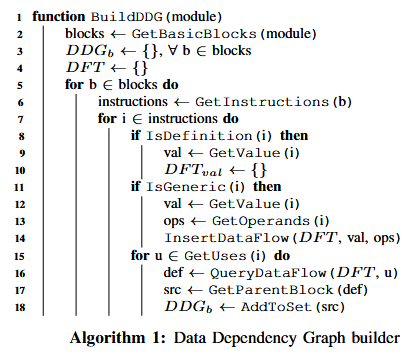 1 function BuildDDG(module)
2 blocks ← GetBasicBlocks(module)
3 DDG_b ← {}, ∀ b ∈ blocks
4 DFT ← {}
5 for b ∈ blocks do
6 instructions ← GetInstructions(b)
7 for i ∈ instructions do
8 if IsDefinition(i) then
9 val ← GetValue(i)
10 DFT_val ← {}
11 if IsGeneric(i) then
12 val ← GetValue(i)
13 ops ← GetOperands(i)
14 InsertDataFlow(DFT, val, ops)
15 for u ∈ GetUses(i) do
16 def ← QueryDataFlow(DFT, u)
17 src ← GetParentBlock(def)
18 DDG_b ← AddToSet(src)
Algorithm 1: Data Dependency Graph builder